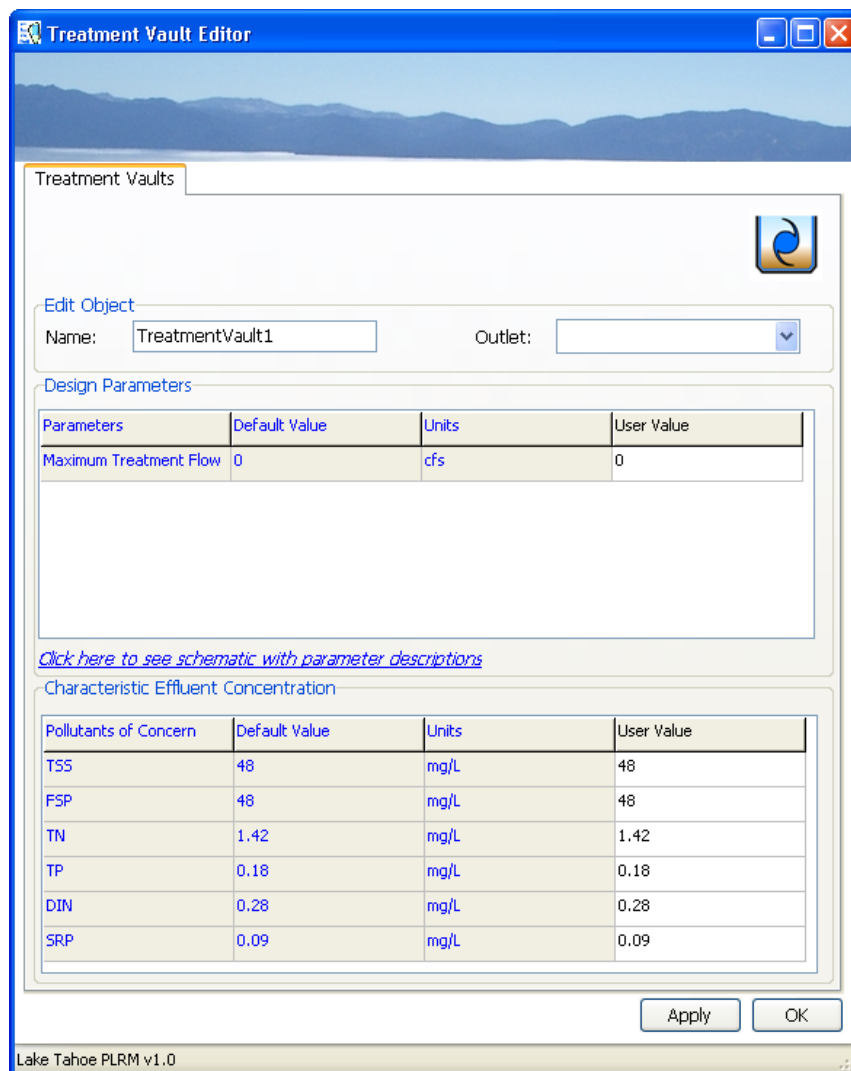 Treatment Vault Editor
Treatment Vaults
Edit Object
Name: TreatmentVault1 Outlet:
Design Parameters
Parameters Default Value Units User Value
Maximum Treatment Flow 0 cfs 0
Click here to see schematic with parameter descriptions
Characteristic Effluent Concentration
Pollutants of Concern Default Value Units User Value
TSS 48 mg/L 48
FSP 48 mg/L 48
TN 1.42 mg/L 1.42
TP 0.18 mg/L 0.18
DIN 0.28 mg/L 0.28
SRP 0.09 mg/L 0.09
Apply OK
Lake Tahoe PLRM v1.0